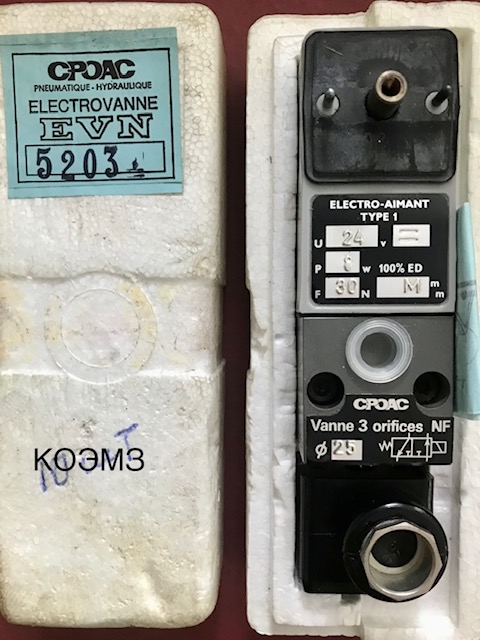 CPOAC
PNEUMATIQUE - HYDRAULIQUE
ELECTROVANNE
EVN
5203
КОЭМЗ
ELECTRO-AIMANT
TYPE 1
U 24 v =
P 8 w 100% ED
F 30 N M m m
CPOAC
Vanne 3 orifices NF
ϕ 25